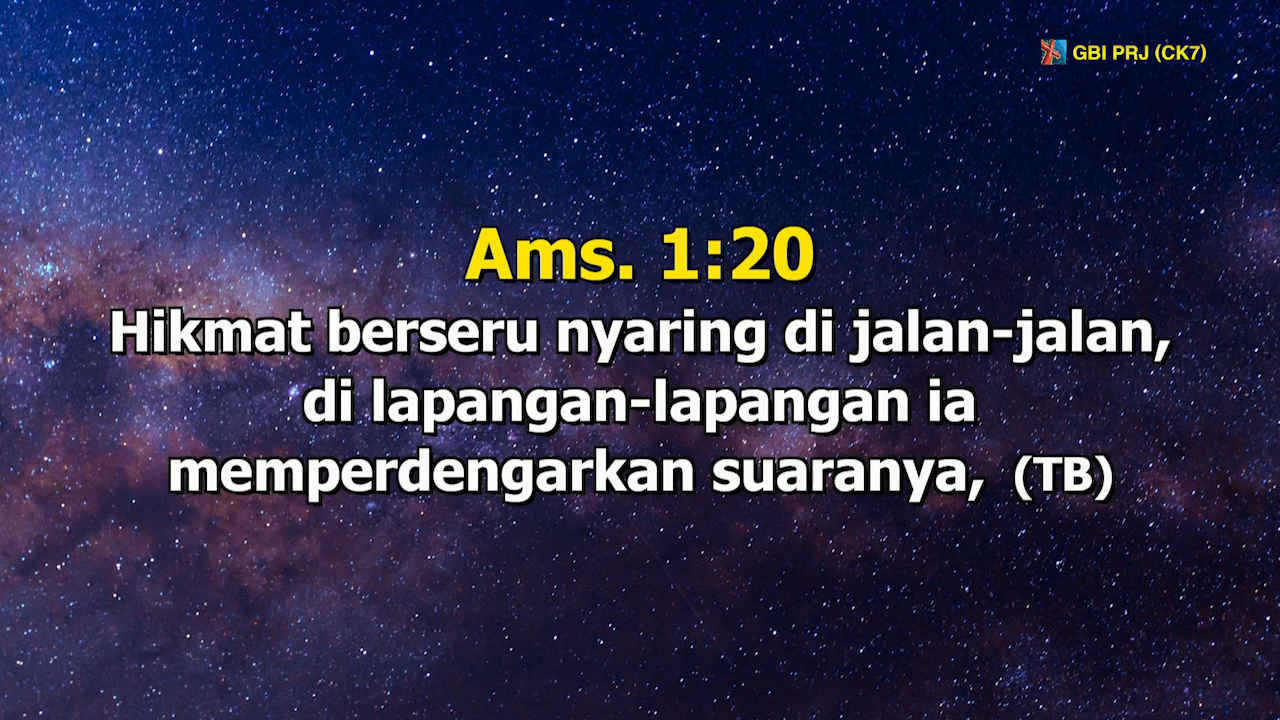 GBI PRJ (CK7)
Ams. 1:20
Hikmat berseru nyaring di jalan-jalan,
di lapangan-lapangan ia
memperdengarkan suaranya, (TB)